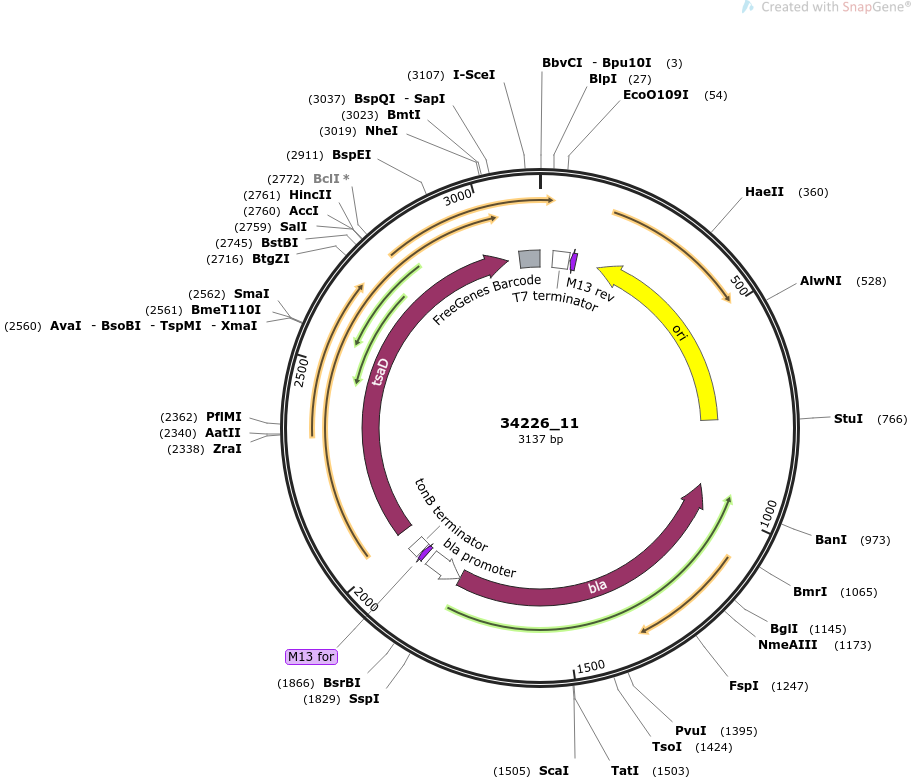 Created with SnapGene®
(3107) I-SceI
BbvCI - Bpu10I (3)
BlpI (27)
EcoO109I (54)
(3037) BspQI - SapI
(3023) BmtI
(3019) NheI
(2911) BspEI
(2772) BclI *
(2761) HincII
(2760) AccI
(2759) SalI
(2745) BstBI
(2716) BtgZI
(2562) SmaI
(2561) BmeT110I
(2560) AvaI - BsoBI - TspMI - XmaI
(2362) PflMI
(2340) AatII
(2338) ZraI
HaeII (360)
AlwNI (528)
StuI (766)
BanI (973)
BmrI (1065)
BglI (1145)
NmeAIII (1173)
FspI (1247)
PvuI (1395)
TsoI (1424)
TatI (1503)
(1505) ScaI
(1829) SspI
(1866) BsrBI
M13 for
3000
500
1000
1500
2000
2500
FreeGenes Barcode
T7 terminator
M13 rev
ori
tsaD
34226_11
3137 bp
tonB terminator
bla promoter
bla